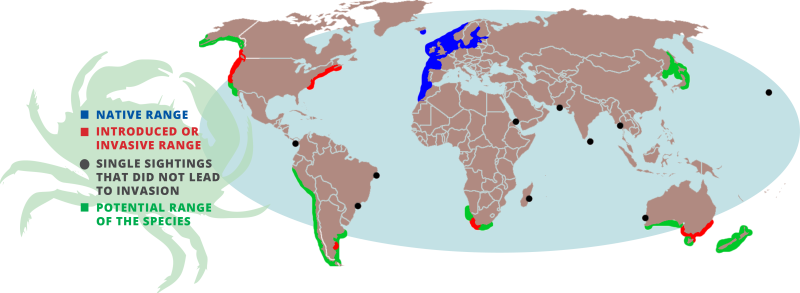 NATIVE RANGE
INTRODUCED OR
INVASIVE RANGE
SINGLE SIGHTINGS
THAT DID NOT LEAD
TO INVASION
POTENTIAL RANGE
OF THE SPECIES